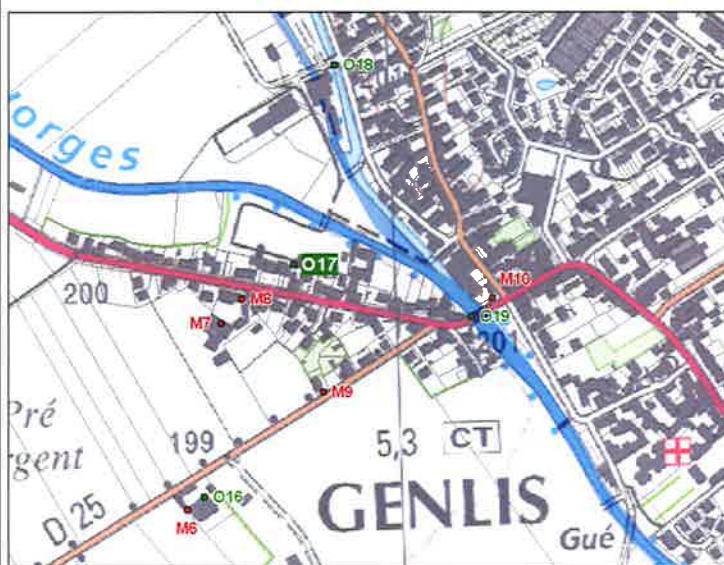 O18
orges
O17
200
M8
M10
M7
O19
201
M9
Pré
rgent
199
5,3
CT
O16
D 25
M6
GENLIS
Gué